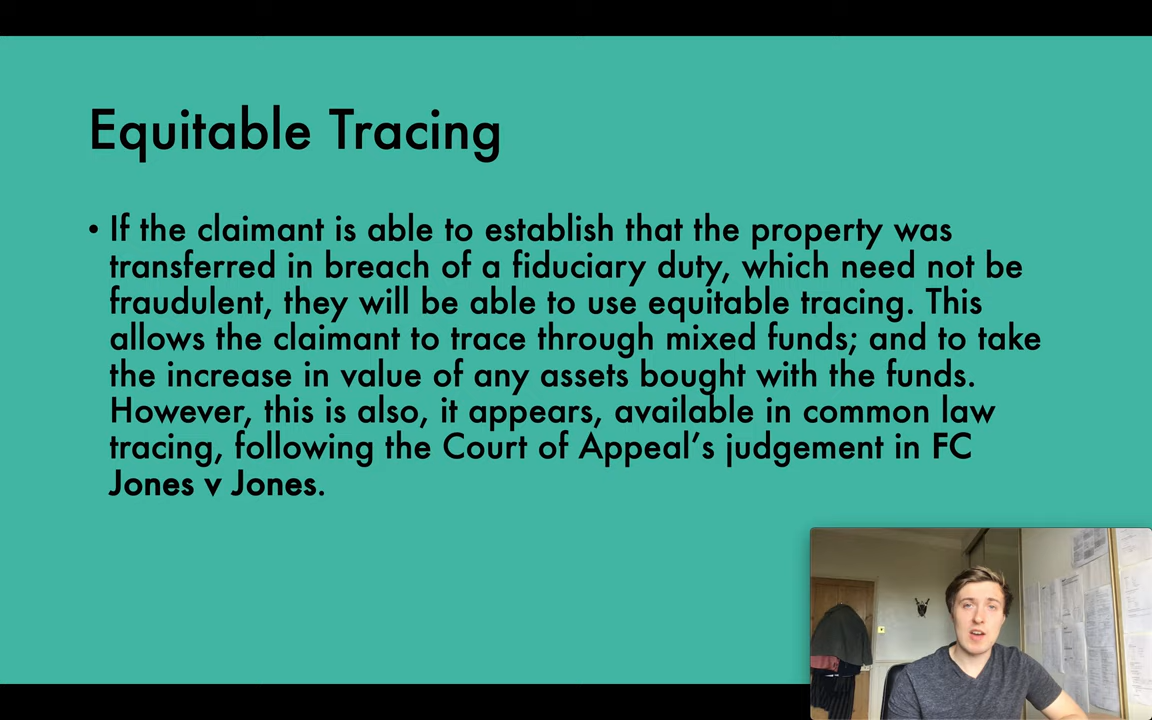 Equitable Tracing
• If the claimant is able to establish that the property was
transferred in breach of a fiduciary duty, which need not be
fraudulent, they will be able to use equitable tracing. This
allows the claimant to trace through mixed funds; and to take
the increase in value of any assets bought with the funds.
However, this is also, it appears, available in common law
tracing, following the Court of Appeal’s judgement in FC
Jones v Jones.